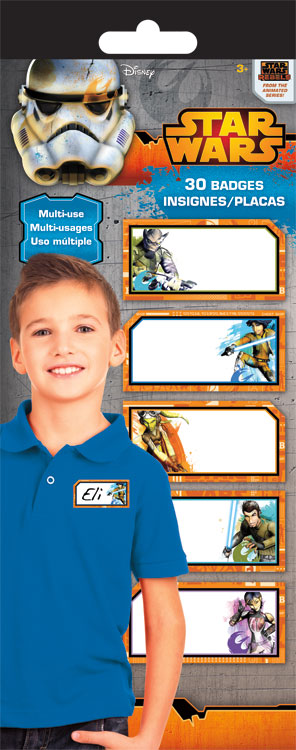 Disney
3+
STAR
WARS
REBELS
FROM THE
ANIMATED
SERIES!
STAR
WARS
30 BADGES
INSIGNES/PLACAS
Multi-use
Multi-usages
Uso múltiple
Eli